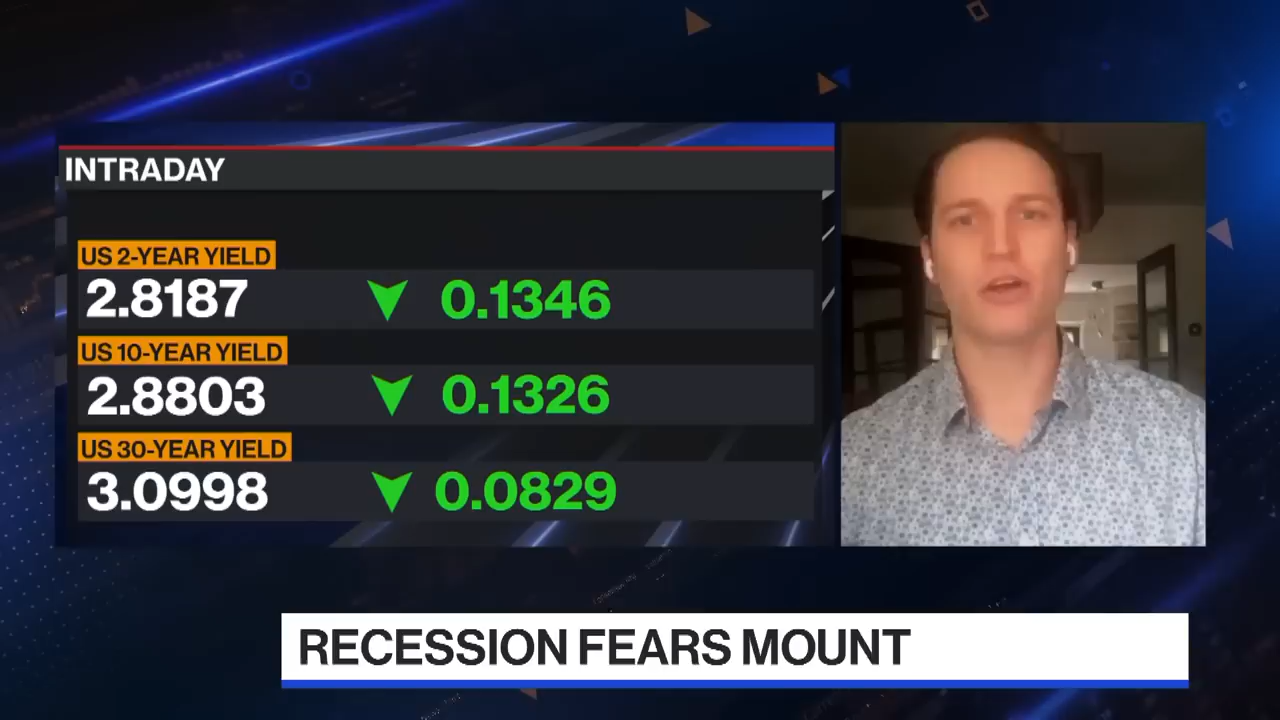 INTRADAY
US 2-YEAR YIELD
2.8187 ▼ 0.1346
US 10-YEAR YIELD
2.8803 ▼ 0.1326
US 30-YEAR YIELD
3.0998 ▼ 0.0829
RECESSION FEARS MOUNT